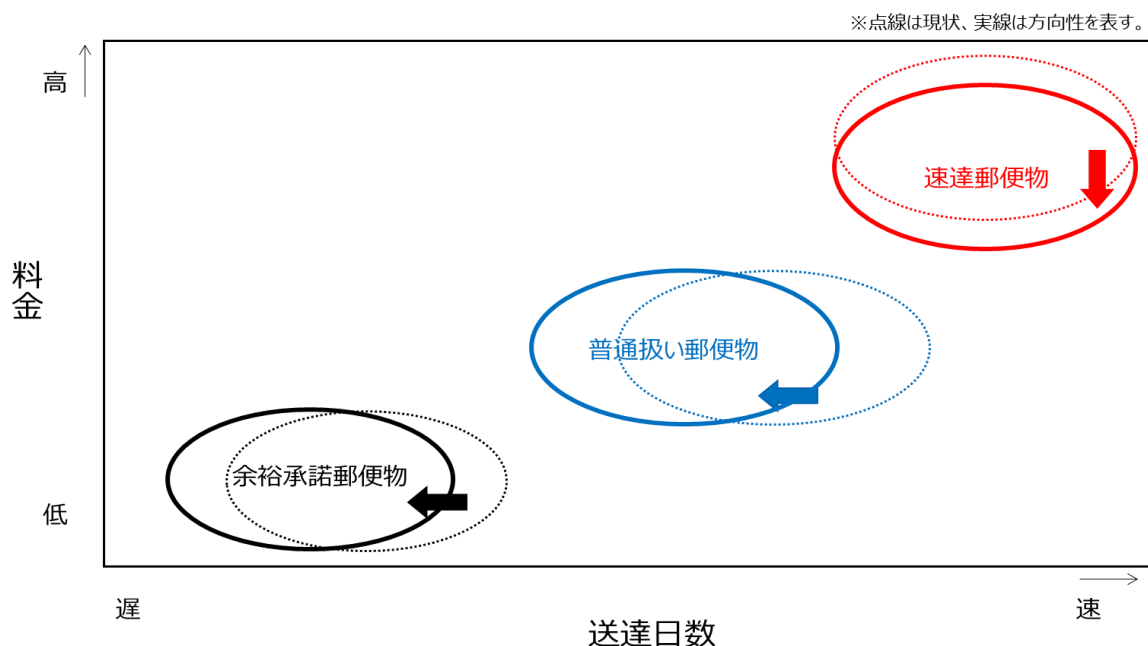 ※点線は現状、実線は方向性を表す。
高
速達郵便物
料金
普通扱い郵便物
余裕承諾郵便物
低
遅
速
送達日数